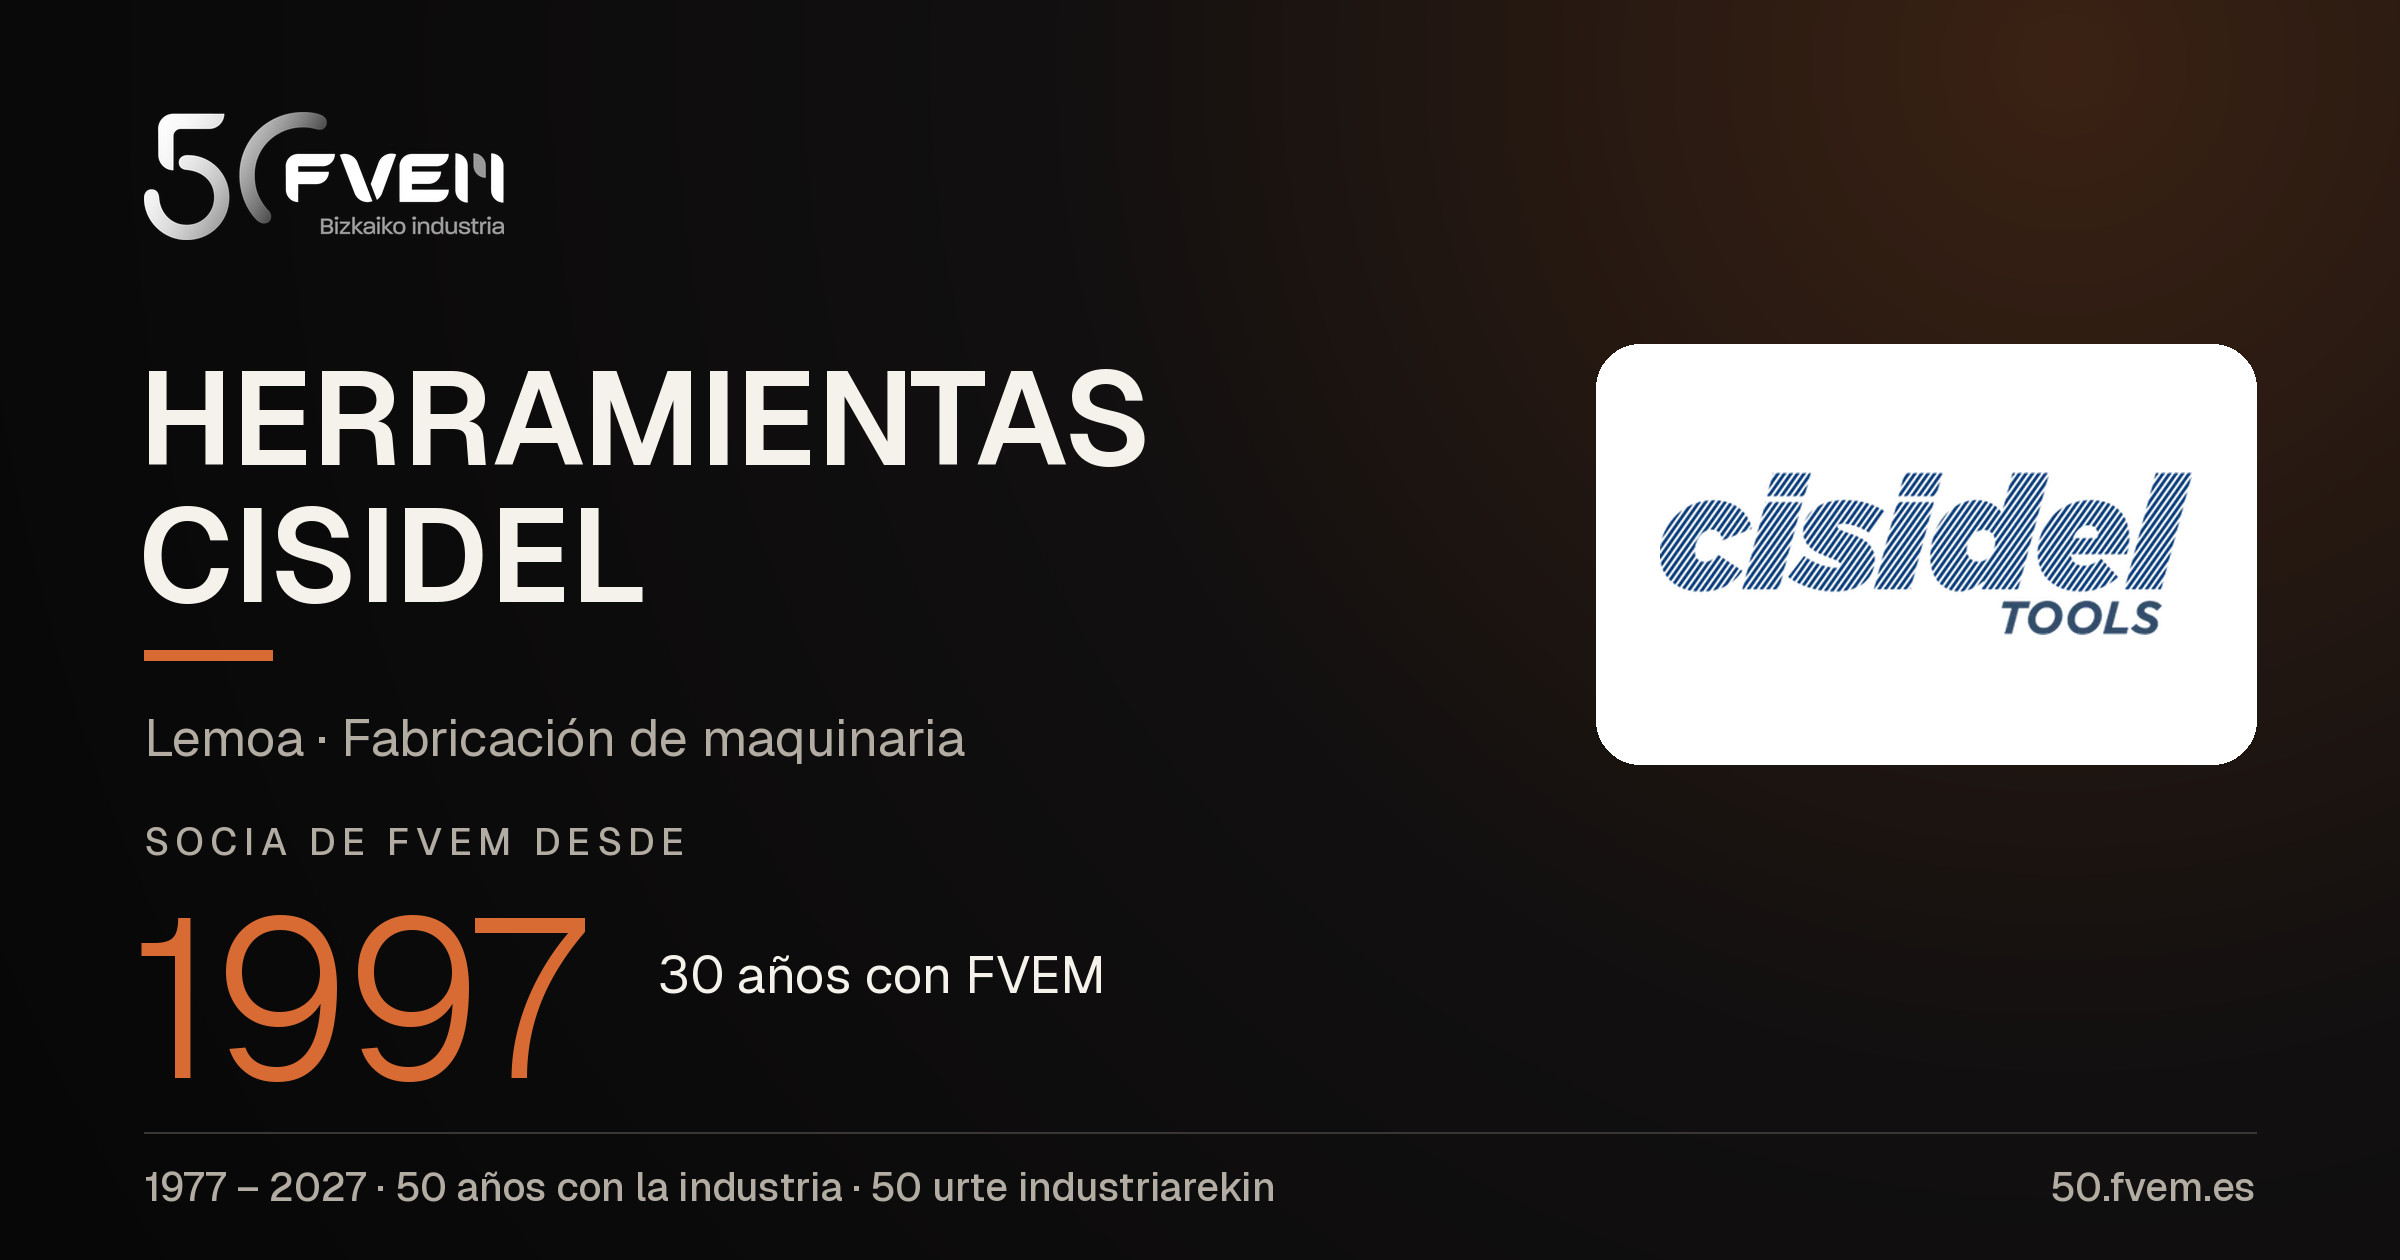 50 FVEM
Bizkaiko industria
HERRAMIENTAS
CISIDEL
cisidel
TOOLS
Lemoa · Fabricación de maquinaria
SOCIA DE FVEM DESDE
1997
30 años con FVEM
1977 – 2027 · 50 años con la industria · 50 urte industriarekin
50.fvem.es